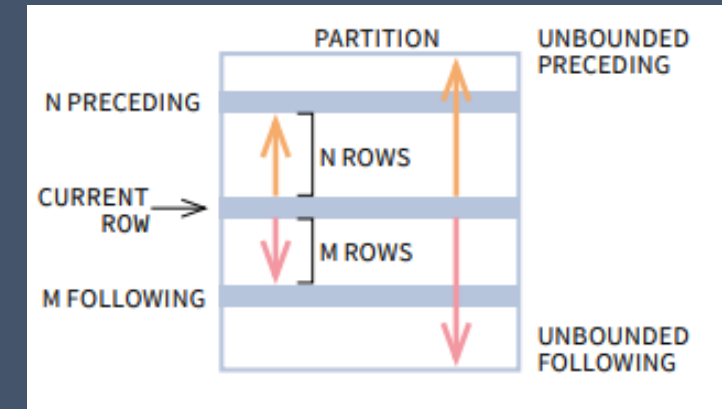 PARTITION
UNBOUNDED
PRECEDING
N PRECEDING
N ROWS
CURRENT
ROW
M ROWS
M FOLLOWING
UNBOUNDED
FOLLOWING